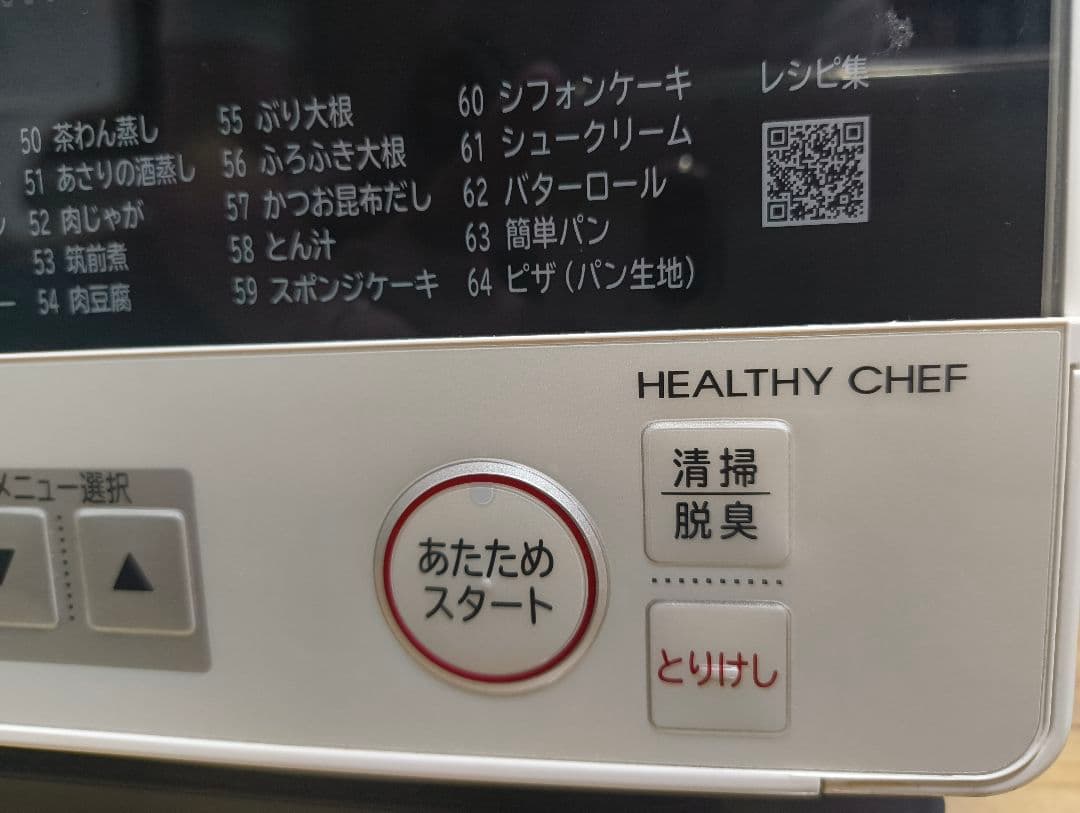 50 茶わん蒸し
51 あさりの酒蒸し
52 肉じゃが
53 筑前煮
54 肉豆腐
55 ぶり大根
56 ふろふき大根
57 かつお昆布だし
58 とん汁
59 スポンジケーキ
60 シフォンケーキ
61 シュークリーム
62 バターロール
63 簡単パン
64 ピザ(パン生地)
レシピ集
HEALTHY CHEF
メニュー選択
あたため
スタート
清掃
脱臭
とりけし